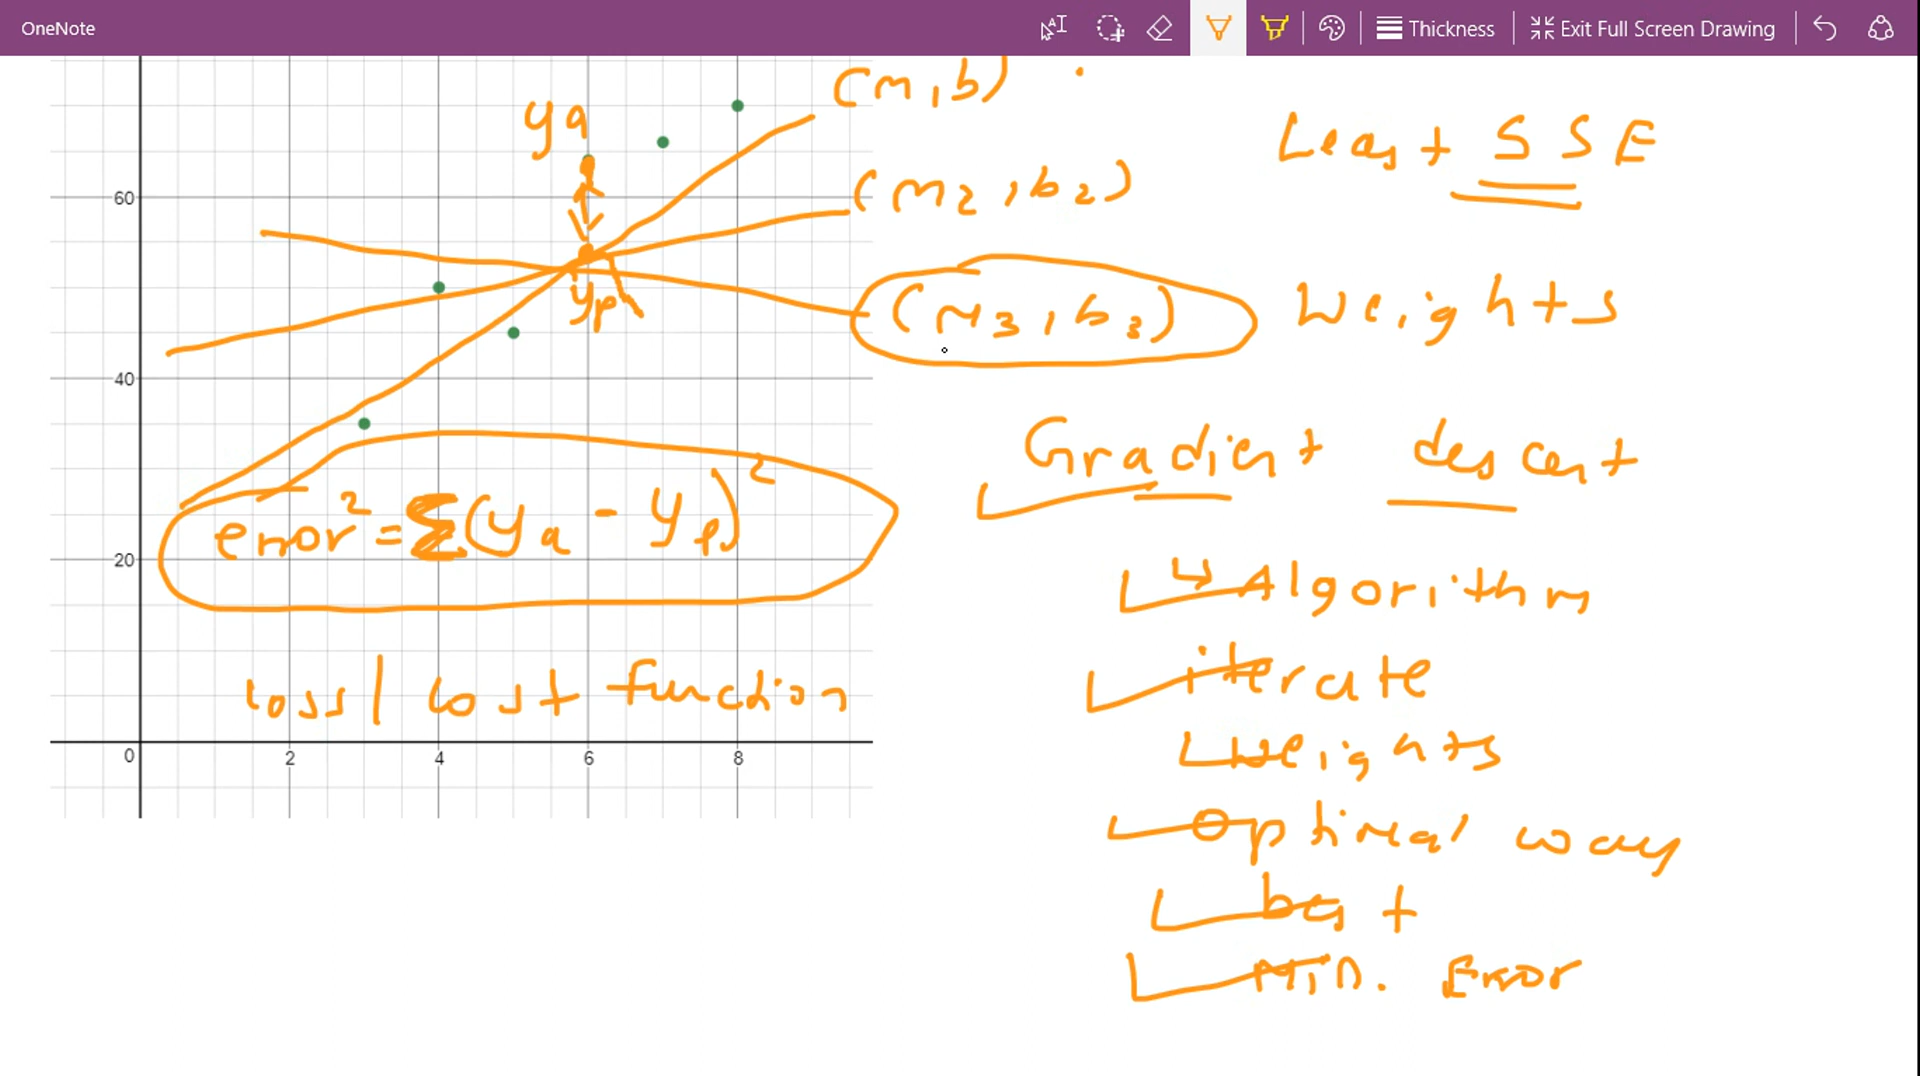 OneNote
Thickness
Exit Full Screen Drawing
(m, b)
ya
Least SSE
60
(m2, b2)
yp
(m3, b3)
Weights
40
Gradient descent
error² = Σ(ya - yp)²
20
↳ Algorithm
iterate
loss | cost function
weights
0 2 4 6 8
Optimal way
best
Min. Error